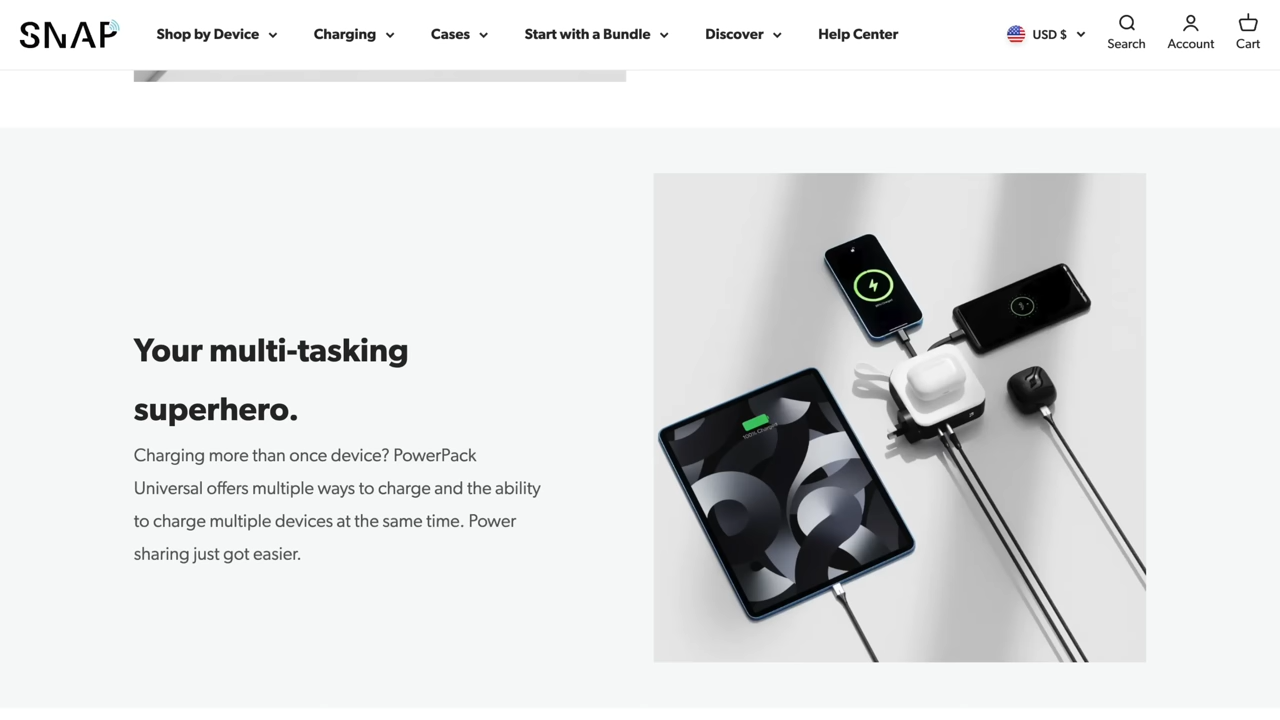 SNAP
Shop by Device
Charging
Cases
Start with a Bundle
Discover
Help Center
USD $
Search
Account
Cart
Your multi-tasking
superhero.
Charging more than once device? PowerPack
Universal offers multiple ways to charge and the ability
to charge multiple devices at the same time. Power
sharing just got easier.
100% Charged